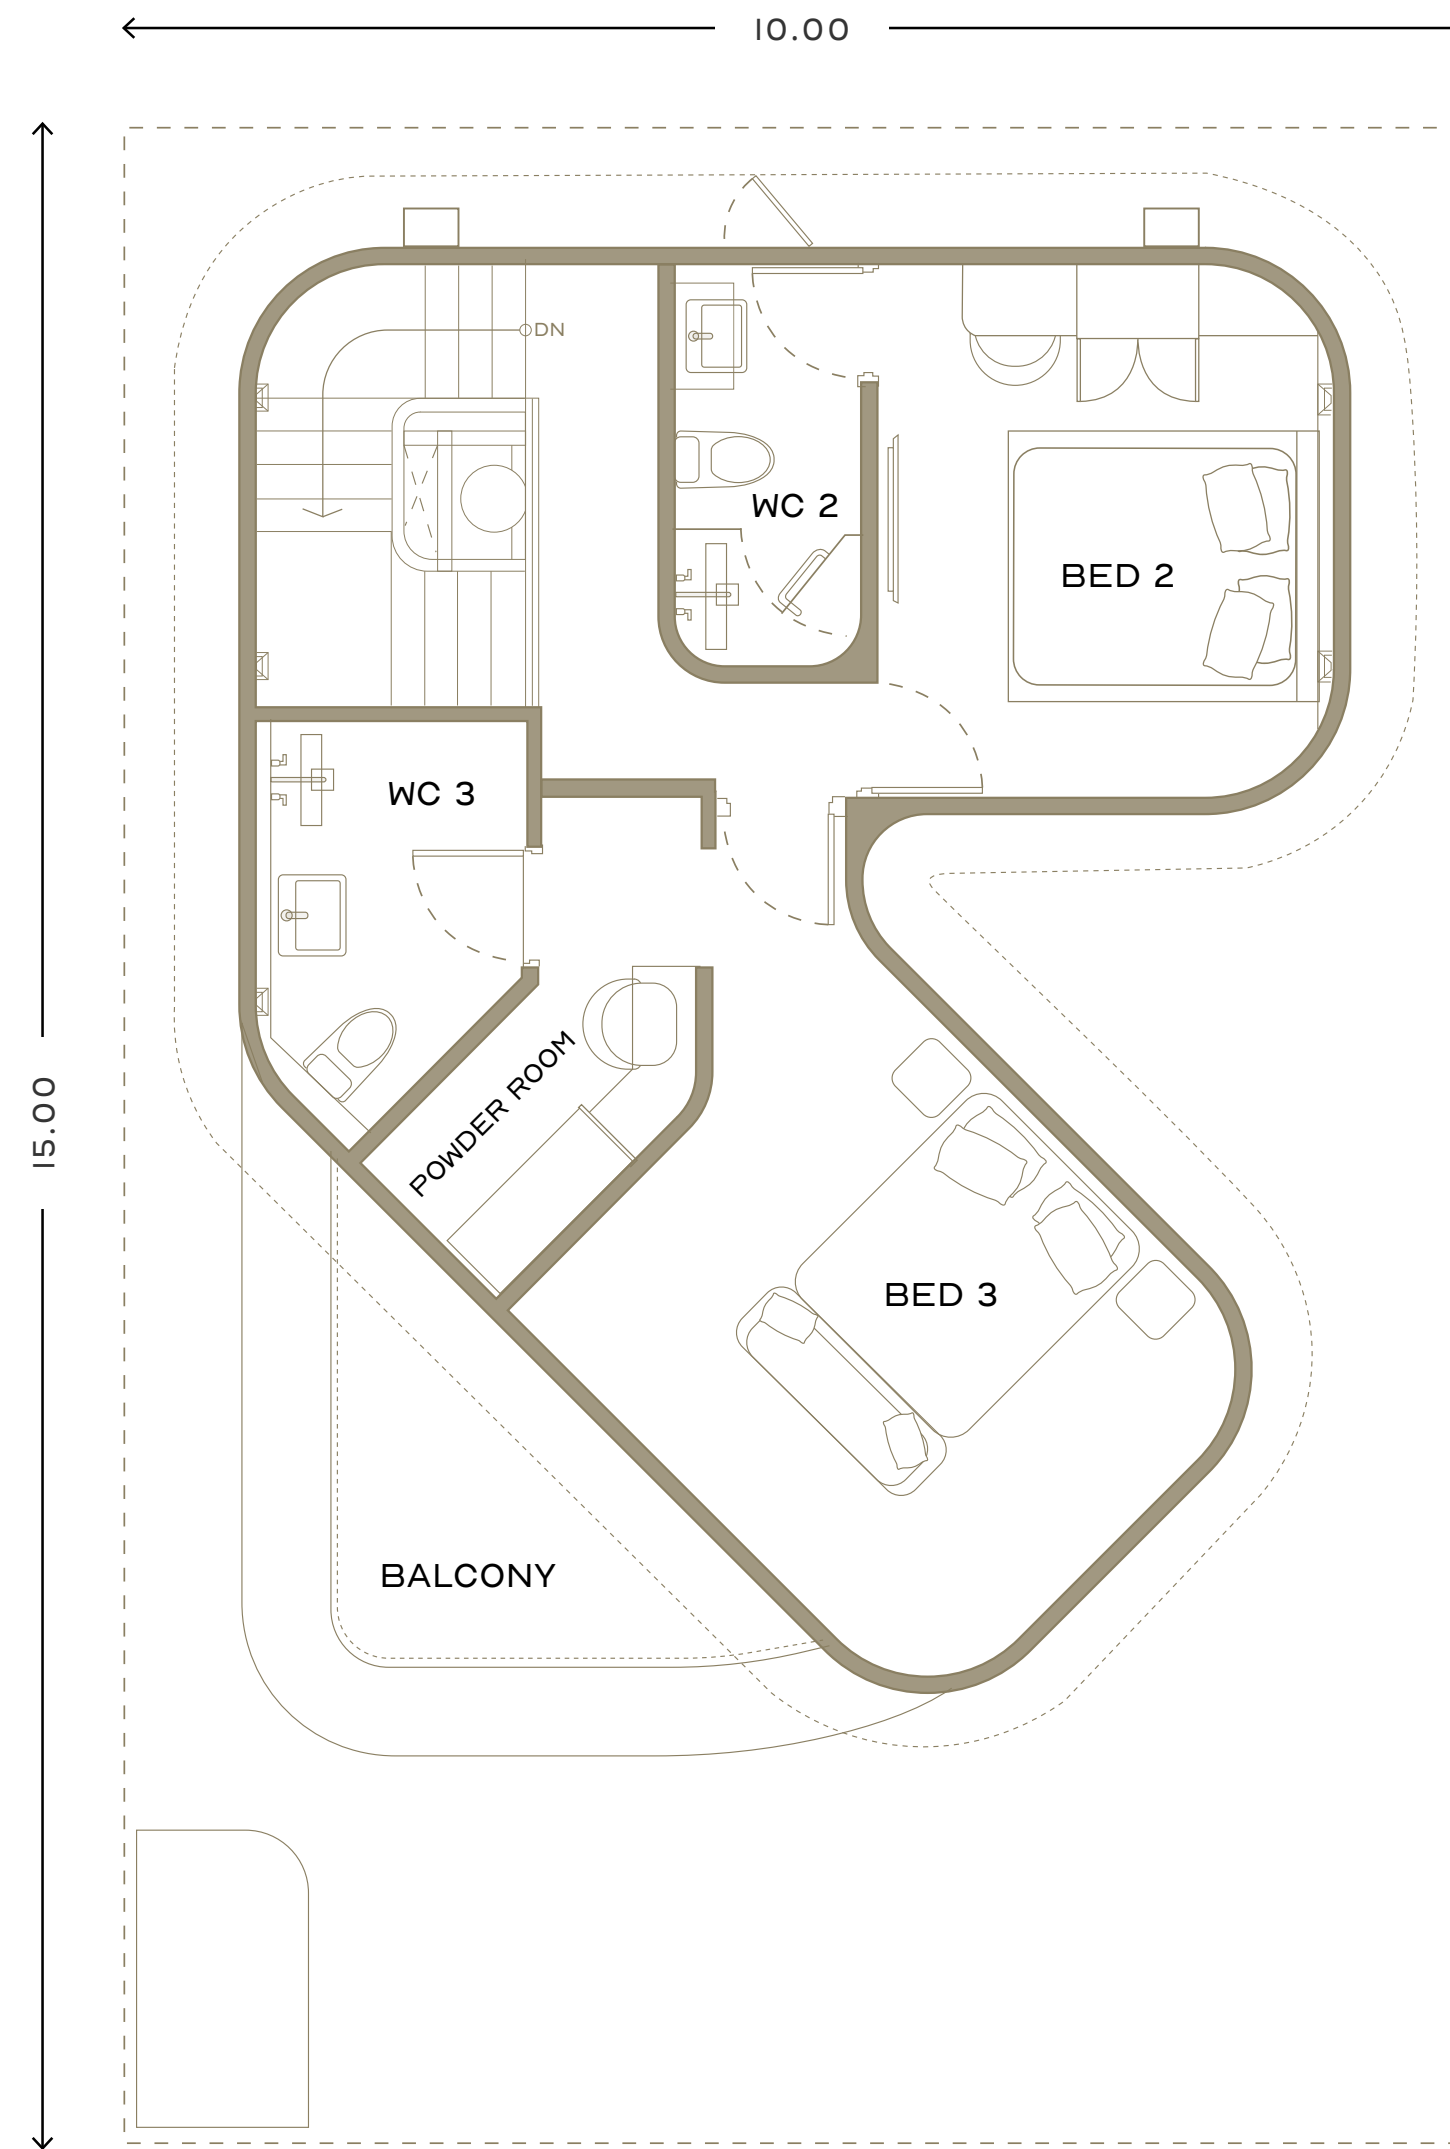 10.00
DN
WC 2
BED 2
WC 3
15.00
POWDER ROOM
BED 3
BALCONY